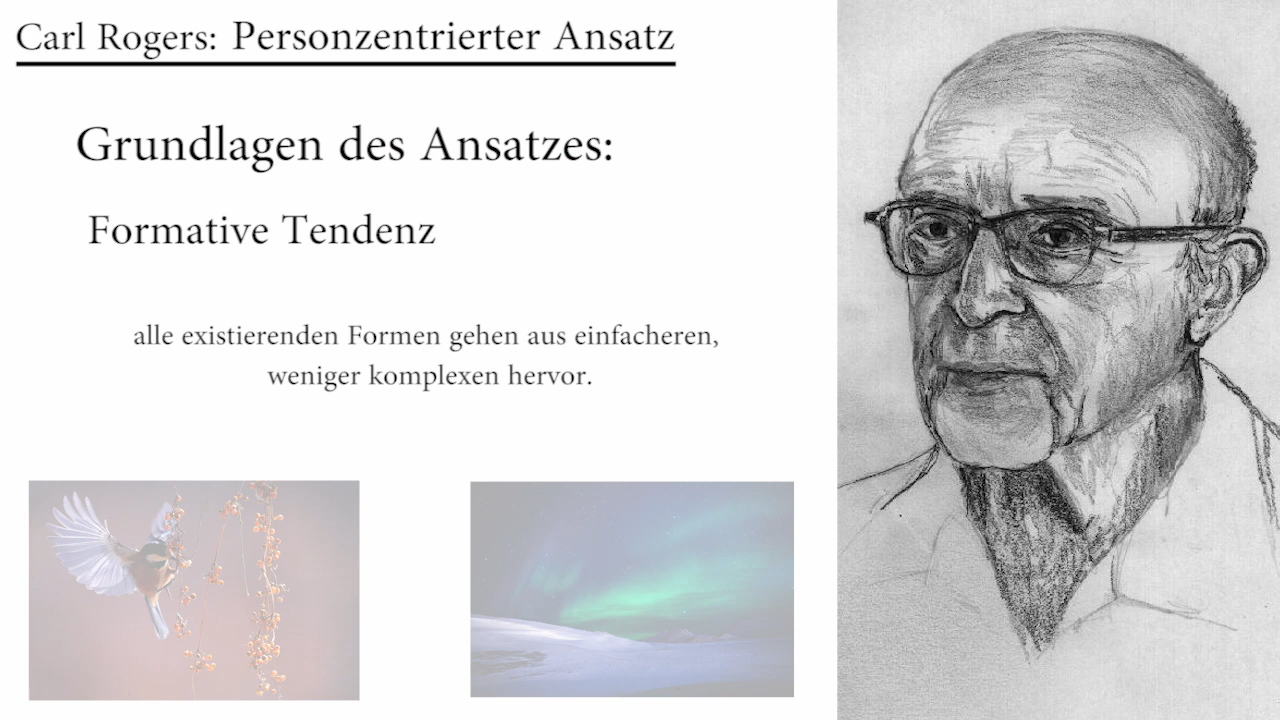 Carl Rogers: Personzentrierter Ansatz
Grundlagen des Ansatzes:
Formative Tendenz
alle existierenden Formen gehen aus einfacheren,
weniger komplexen hervor.